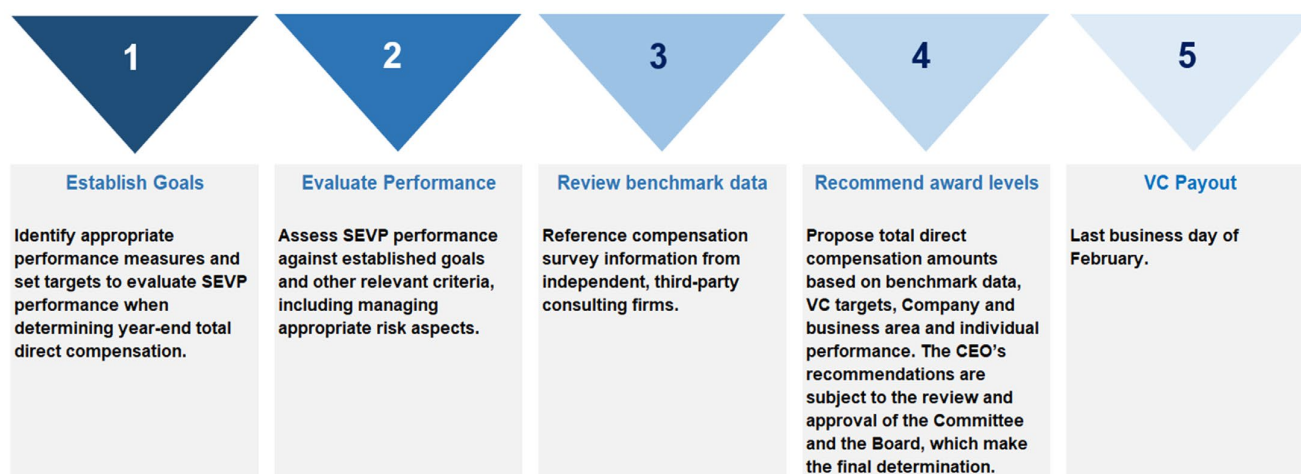 1
2
3
4
5
Establish Goals
Identify appropriate
performance measures and
set targets to evaluate SEVP
performance when
determining year-end total
direct compensation.
Evaluate Performance
Assess SEVP performance
against established goals
and other relevant criteria,
including managing
appropriate risk aspects.
Review benchmark data
Reference compensation
survey information from
independent, third-party
consulting firms.
Recommend award levels
Propose total direct
compensation amounts
based on benchmark data,
VC targets, Company and
business area and individual
performance. The CEO’s
recommendations are
subject to the review and
approval of the Committee
and the Board, which make
the final determination.
VC Payout
Last business day of
February.